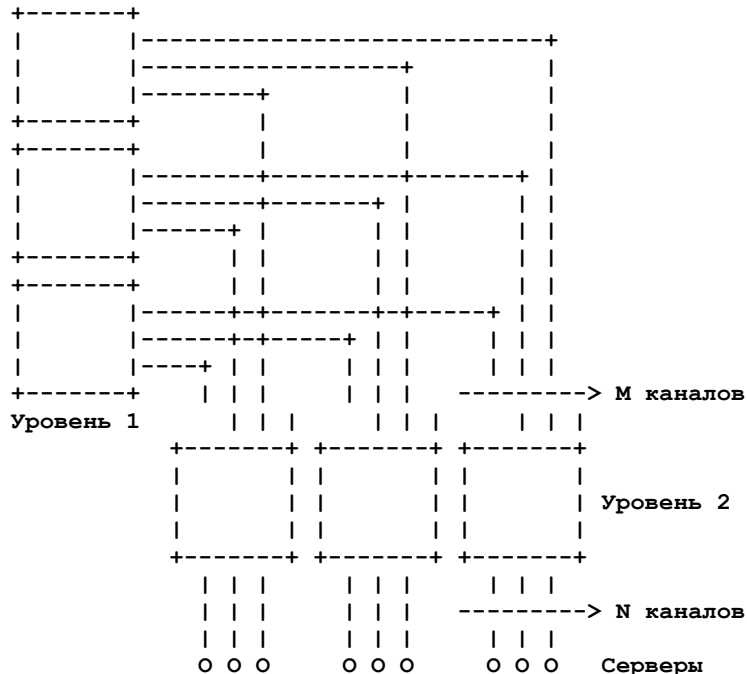 M каналов
Уровень 1
Уровень 2
N каналов
O O O O O O O O O Серверы